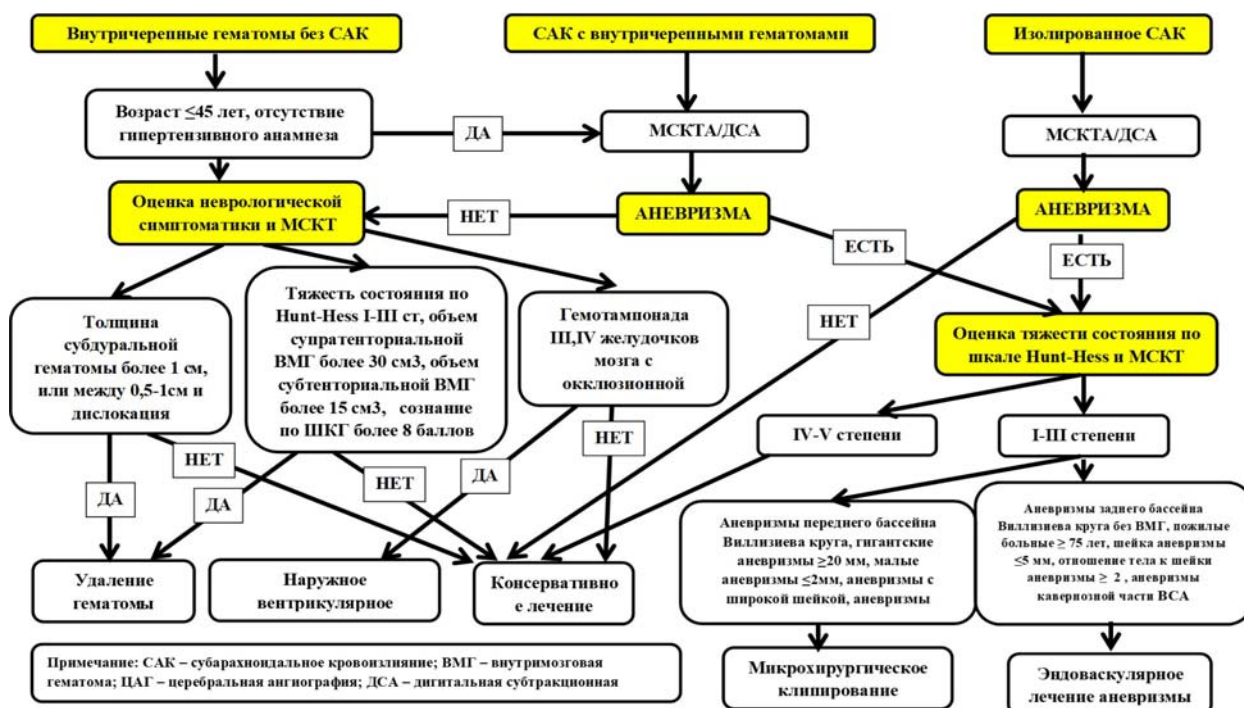 Внутричерепные гематомы без САК
САК с внутричерепными гематомами
Изолированное САК
Возраст ≤45 лет, отсутствие
гипертензивного анамнеза
ДА
МСКТА/ДСА
МСКТА/ДСА
Оценка неврологической
симптоматики и МСКТ
НЕТ
АНЕВРИЗМА
АНЕВРИЗМА
ЕСТЬ
ЕСТЬ
Толщина
субдуральной
гематомы более 1 см,
или между 0,5-1см и
дислокация
Тяжесть состояния по
Hunt-Hess I-III ст, объем
супратенториальной
ВМГ более 30 см3, объем
субтенториальной ВМГ
более 15 см3, сознание
по ШКГ более 8 баллов
Гемотампонада
III,IV желудочков
мозга с
окклюзионной
НЕТ
Оценка тяжести состояния по
шкале Hunt-Hess и МСКТ
IV-V степени
I-III степени
НЕТ
НЕТ
ДА
НЕТ
ДА
ДА
Аневризмы переднего бассейна
Виллизиева круга, гигантские
аневризмы ≥20 мм, малые
аневризмы ≤2мм, аневризмы с
широкой шейкой, аневризмы
Аневризмы заднего бассейна
Виллизиева круга без ВМГ, пожилые
больные ≥ 75 лет, шейка аневризмы
≤5 мм, отношение тела к шейки
аневризмы ≥ 2 , аневризмы
кавернозной части ВСА
Удаление
гематомы
Наружное
вентрикулярное
Консервативно
е лечение
Микрохирургическое
клипирование
Эндоваскулярное
лечение аневризмы
Примечание: САК – субарахноидальное кровоизлияние; ВМГ – внутримозговая
гематома; ЦАГ – церебральная ангиография; ДСА – дигитальная субтракционная